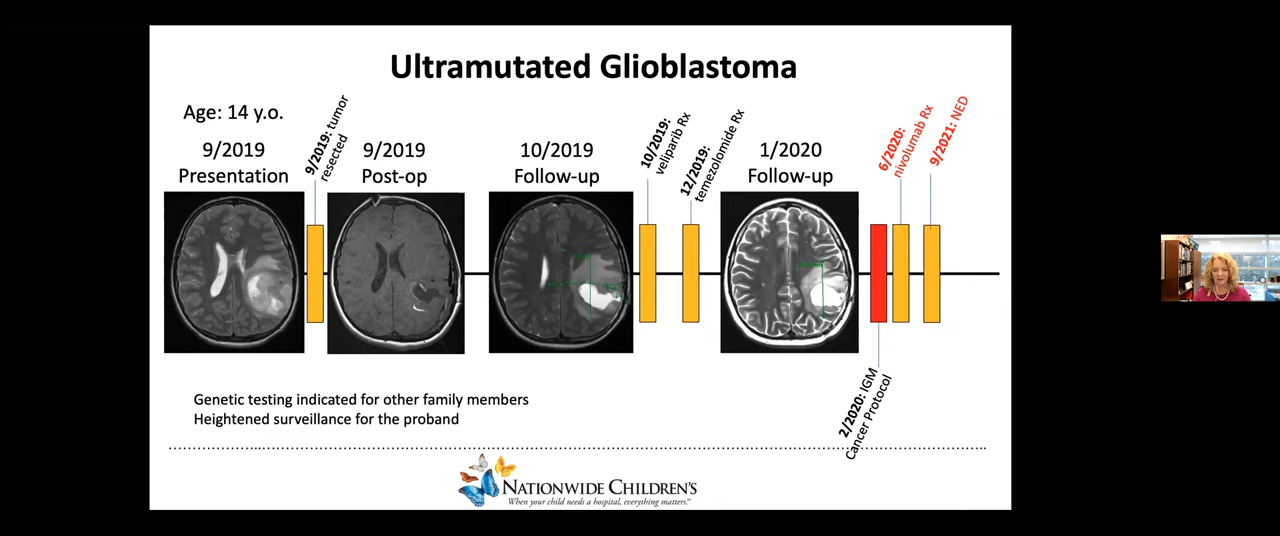 Ultramutated Glioblastoma
Age: 14 y.o.
9/2019
Presentation
9/2019: tumor
resected
9/2019
Post-op
10/2019
Follow-up
10/2019:
veliparib Rx
12/2019:
temezolomide Rx
1/2020
Follow-up
6/2020:
nivolumab Rx
9/2021: NED
2/2020: IGM
Cancer Protocol
Genetic testing indicated for other family members
Heightened surveillance for the proband
NATIONWIDE CHILDREN'S
When your child needs a hospital, everything matters.™